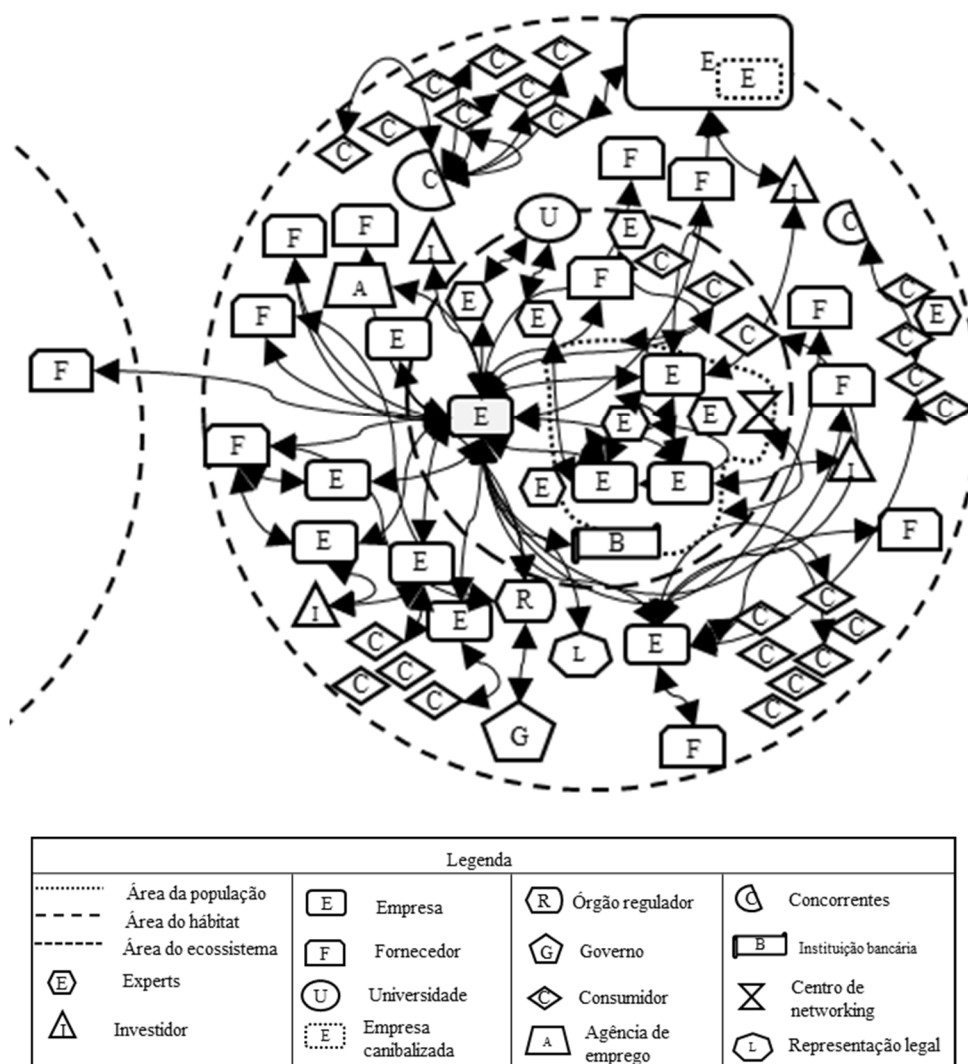 C
C
E
E
C
C
C
C
C
C
F
C
F
I
U
F
C
E
F
I
C
A
F
C
C
E
F
E
F
E
E
C
C
F
E
F
C
E
E
E
C
F
I
E
E
E
E
E
B
F
E
I
R
C
E
C
L
E
C
C
C
C
C
C
C
C
G
F
C
Legenda
Área da população
Área do hábitat
Área do ecossistema
E Experts
I Investidor
E Empresa
F Fornecedor
U Universidade
E Empresa
canibalizada
R Órgão regulador
G Governo
C Consumidor
A Agência de
emprego
C Concorrentes
B Instituição bancária
Centro de
networking
L Representação legal